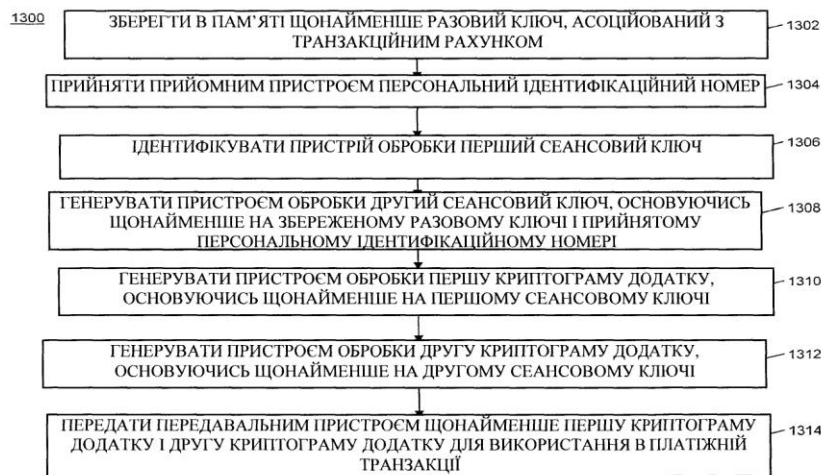 1300
ЗБЕРЕГТИ В ПАМ'ЯТІ ЩОНАЙМЕНШЕ РАЗОВИЙ КЛЮЧ, АСОЦІЙОВАНИЙ З
ТРАНЗАКЦІЙНИМ РАХУНКОМ
1302
ПРИЙНЯТИ ПРИЙОМНИМ ПРИСТРОЄМ ПЕРСОНАЛЬНИЙ ІДЕНТИФІКАЦІЙНИЙ НОМЕР
1304
ІДЕНТИФІКУВАТИ ПРИСТРІЙ ОБРОБКИ ПЕРШИЙ СЕАНСОВИЙ КЛЮЧ
1306
ГЕНЕРУВАТИ ПРИСТРОЄМ ОБРОБКИ ДРУГИЙ СЕАНСОВИЙ КЛЮЧ, ОСНОВУЮЧИСЬ
ЩОНАЙМЕНШЕ НА ЗБЕРЕЖЕНОМУ РАЗОВОМУ КЛЮЧІ І ПРИЙНЯТОМУ
ПЕРСОНАЛЬНОМУ ІДЕНТИФІКАЦІЙНОМУ НОМЕРІ
1308
ГЕНЕРУВАТИ ПРИСТРОЄМ ОБРОБКИ ПЕРШУ КРИПТОГРАМУ ДОДАТКУ,
ОСНОВУЮЧИСЬ ЩОНАЙМЕНШЕ НА ПЕРШОМУ СЕАНСОВОМУ КЛЮЧІ
1310
ГЕНЕРУВАТИ ПРИСТРОЄМ ОБРОБКИ ДРУГУ КРИПТОГРАМУ ДОДАТКУ,
ОСНОВУЮЧИСЬ ЩОНАЙМЕНШЕ НА ДРУГОМУ СЕАНСОВОМУ КЛЮЧІ
1312
ПЕРЕДАТИ ПЕРЕДАВАЛЬНИМ ПРИСТРОЄМ ЩОНАЙМЕНШЕ ПЕРШУ КРИПТОГРАМУ
ДОДАТКУ І ДРУГУ КРИПТОГРАМУ ДОДАТКУ ДЛЯ ВИКОРИСТАННЯ В ПЛАТІЖНІЙ
ТРАНЗАКЦІЇ
1314